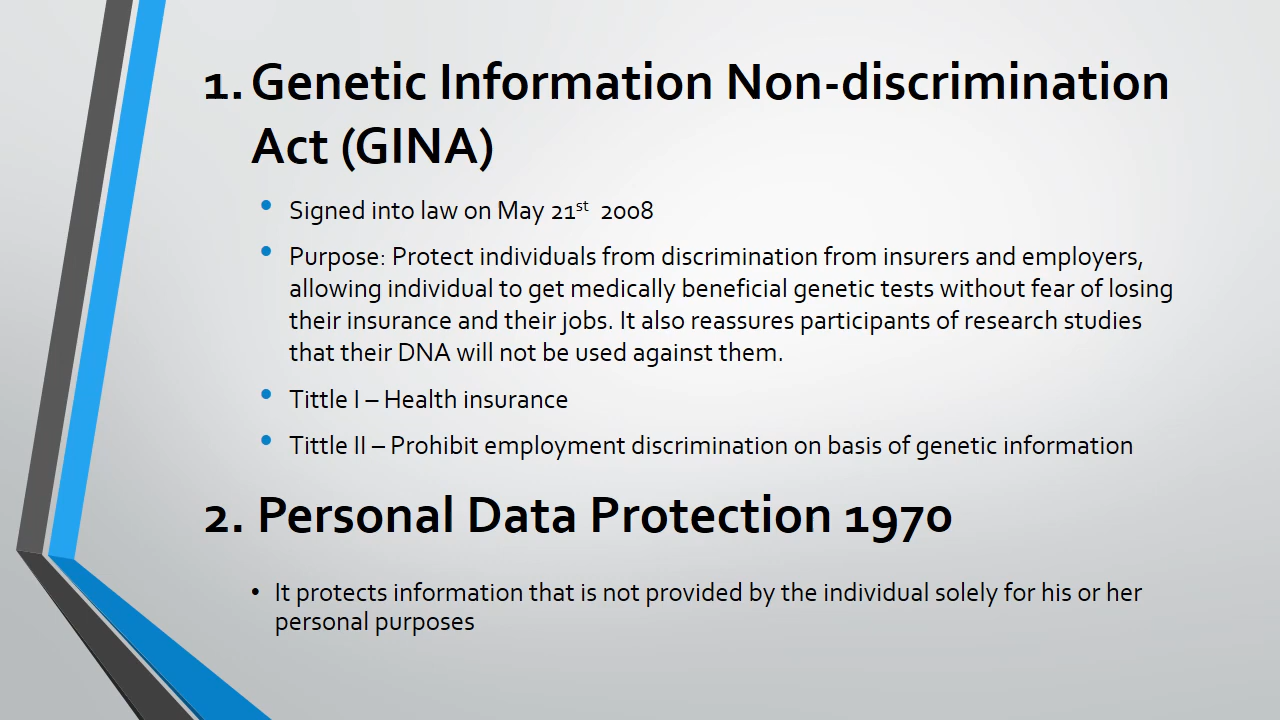 1. Genetic Information Non-discrimination
Act (GINA)
• Signed into law on May 21st 2008
• Purpose: Protect individuals from discrimination from insurers and employers,
allowing individual to get medically beneficial genetic tests without fear of losing
their insurance and their jobs. It also reassures participants of research studies
that their DNA will not be used against them.
• Tittle I – Health insurance
• Tittle II – Prohibit employment discrimination on basis of genetic information
2. Personal Data Protection 1970
• It protects information that is not provided by the individual solely for his or her
personal purposes